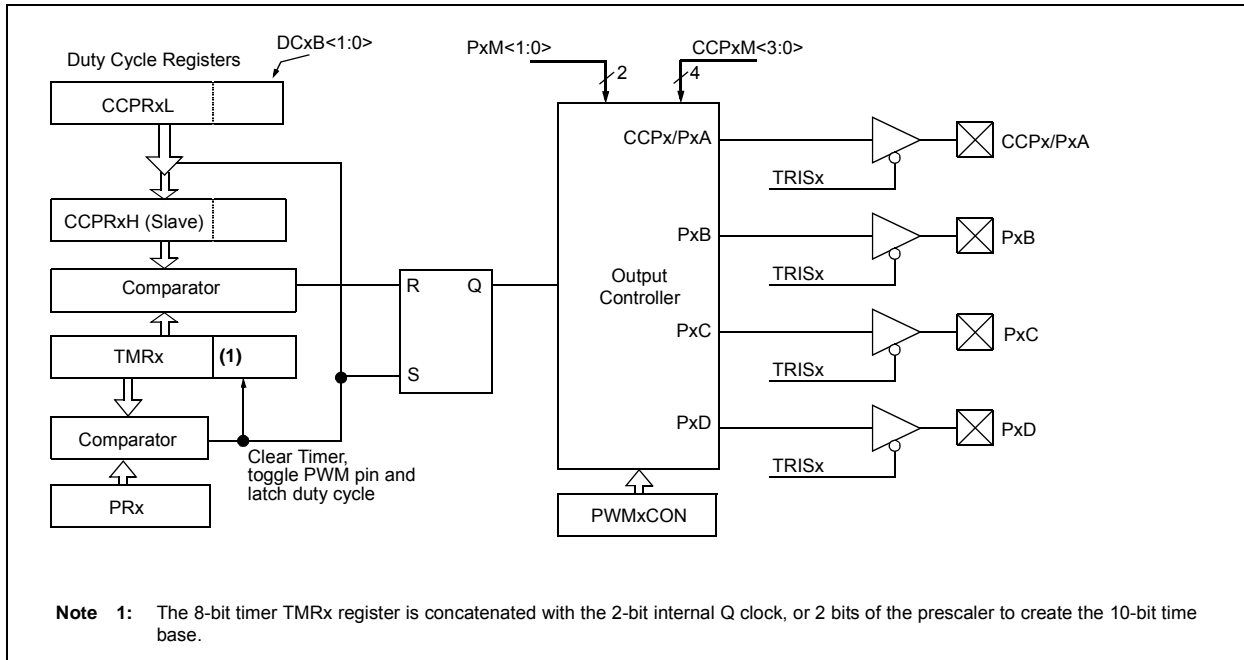 DCxB<1:0>
Duty Cycle Registers
CCPRxL
CCPRxH (Slave)
Comparator
TMRx (1)
Comparator
PRx
Clear Timer,
toggle PWM pin and
latch duty cycle
R Q
S
PxM<1:0>
2
CCPxM<3:0>
4
CCPx/PxA
PxB
Output
Controller
PxC
PxD
PWMxCON
TRISx
CCPx/PxA
TRISx
PxB
TRISx
PxC
TRISx
PxD
Note 1: The 8-bit timer TMRx register is concatenated with the 2-bit internal Q clock, or 2 bits of the prescaler to create the 10-bit time
base.